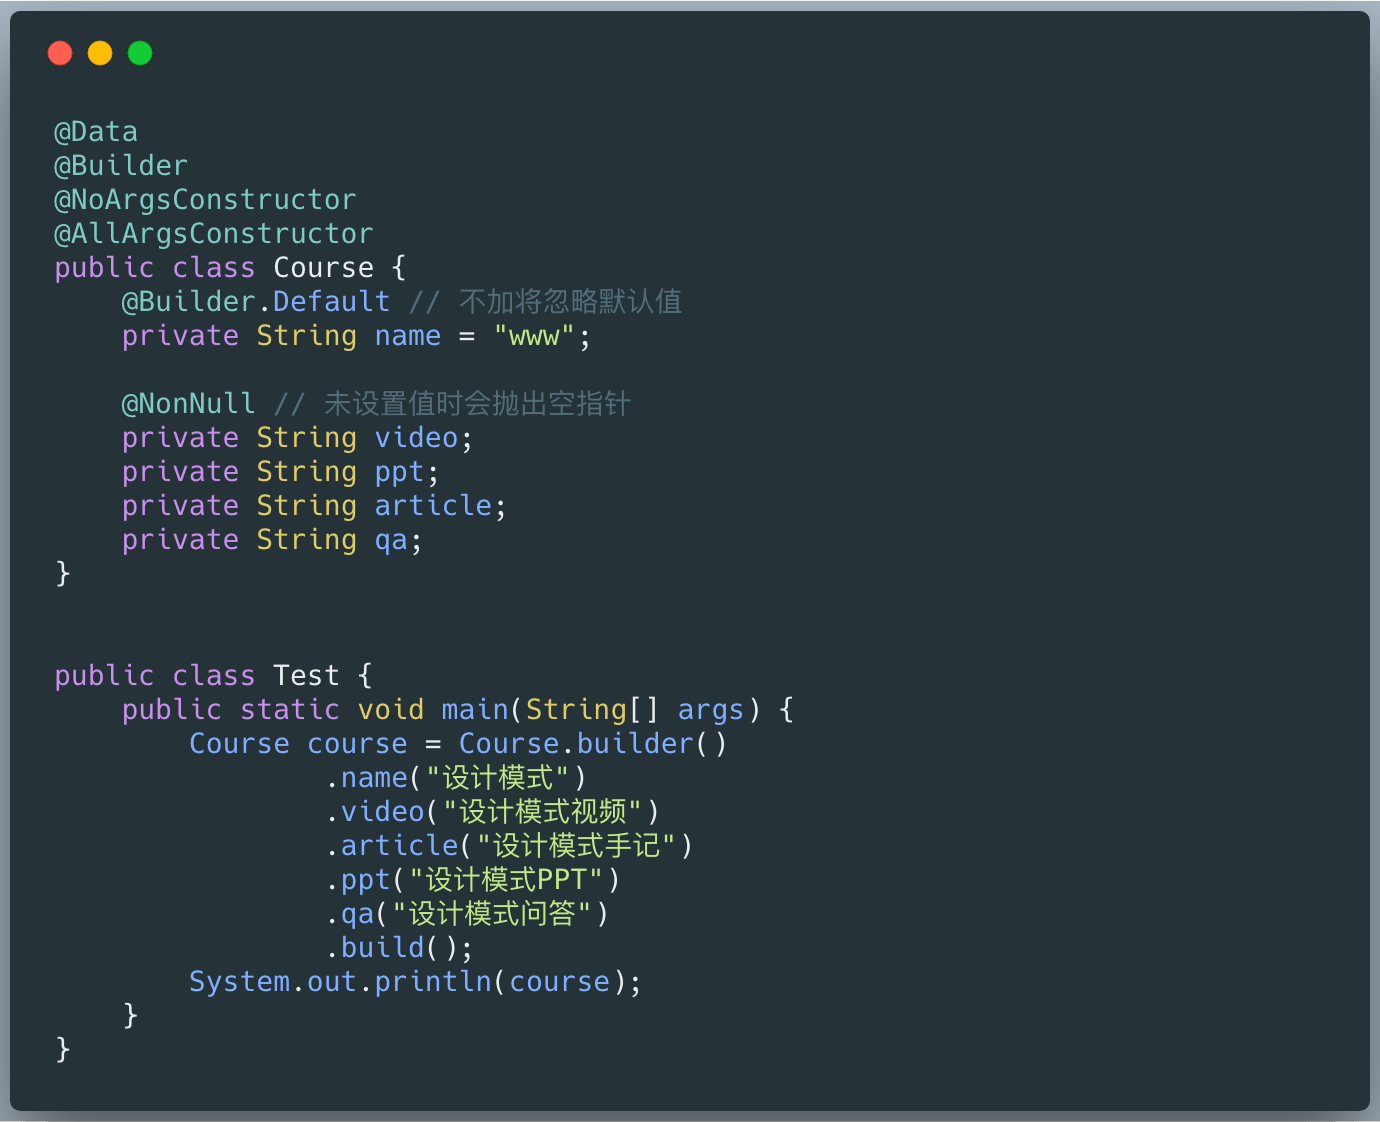 @Data
@Builder
@NoArgsConstructor
@AllArgsConstructor
public class Course {
    @Builder.Default // 不加将忽略默认值
    private String name = "www";

    @NonNull // 未设置值时会抛出空指针
    private String video;
    private String ppt;
    private String article;
    private String qa;
}

public class Test {
    public static void main(String[] args) {
        Course course = Course.builder()
                .name("设计模式")
                .video("设计模式视频")
                .article("设计模式手记")
                .ppt("设计模式PPT")
                .qa("设计模式问答")
                .build();
        System.out.println(course);
    }
}